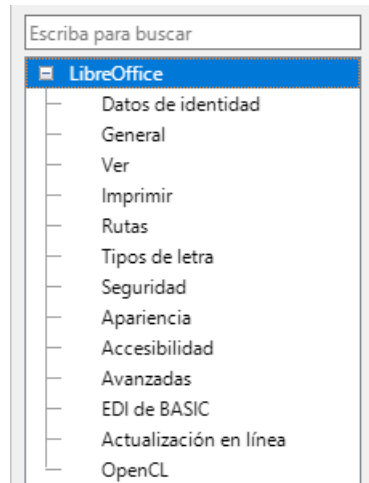 Escriba para buscar
LibreOffice
Datos de identidad
General
Ver
Imprimir
Rutas
Tipos de letra
Seguridad
Apariencia
Accesibilidad
Avanzadas
EDI de BASIC
Actualización en línea
OpenCL